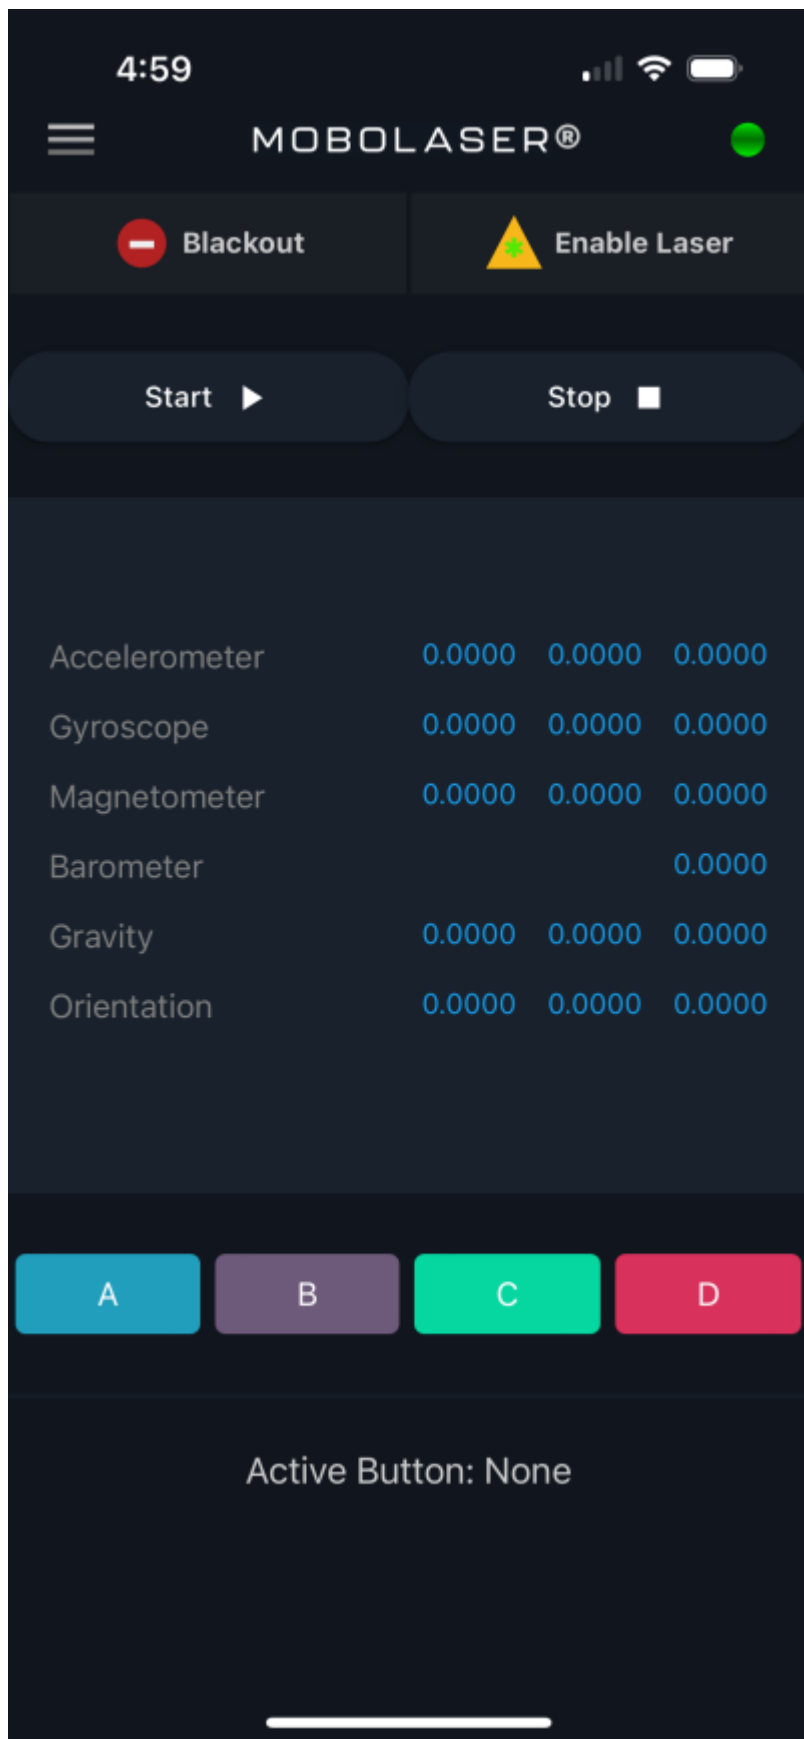 4:59
MOBOLASER®
Blackout Enable Laser
Start Stop
Accelerometer 0.0000 0.0000 0.0000
Gyroscope 0.0000 0.0000 0.0000
Magnetometer 0.0000 0.0000 0.0000
Barometer 0.0000
Gravity 0.0000 0.0000 0.0000
Orientation 0.0000 0.0000 0.0000
A B C D
Active Button: None